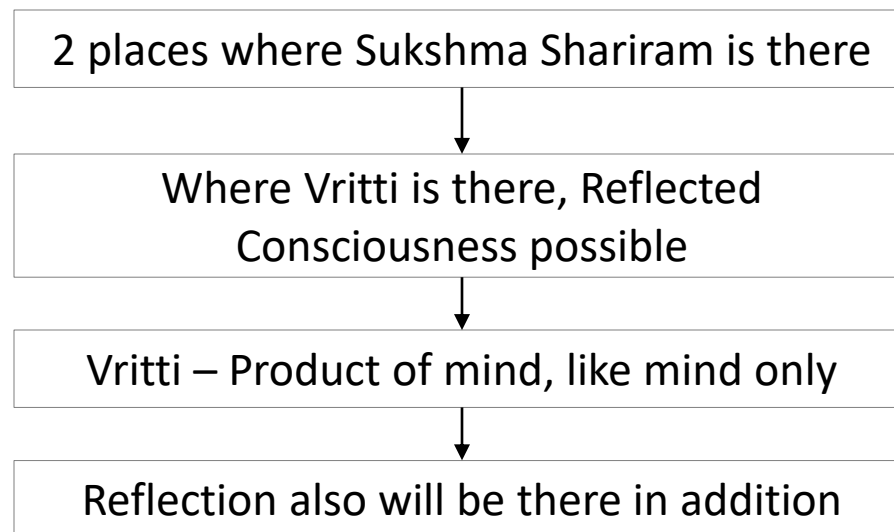 2 places where Sukshma Shariram is there
Where Vritti is there, Reflected
Consciousness possible
Vritti – Product of mind, like mind only
Reflection also will be there in addition